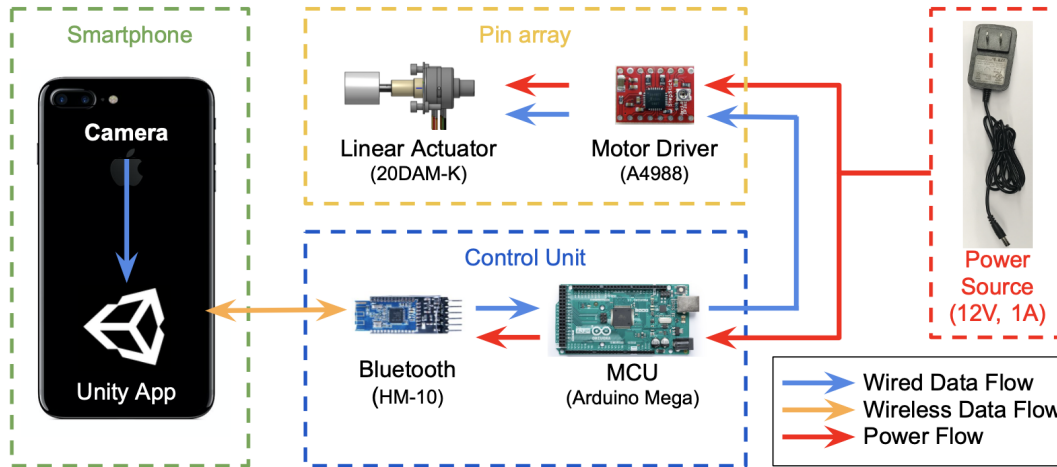 Smartphone
Camera
Unity App
Pin array
Linear Actuator
(20DAM-K)
Motor Driver
(A4988)
Control Unit
Bluetooth
(HM-10)
MCU
(Arduino Mega)
Power
Source
(12V, 1A)
Wired Data Flow
Wireless Data Flow
Power Flow